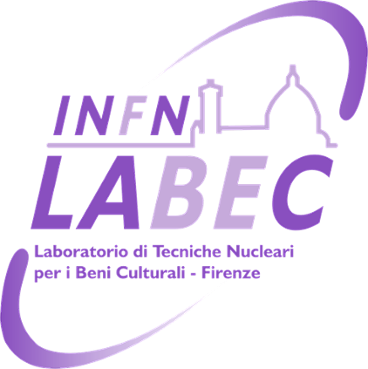 INFN
LABEC
Laboratorio di Tecniche Nucleari
per i Beni Culturali - Firenze